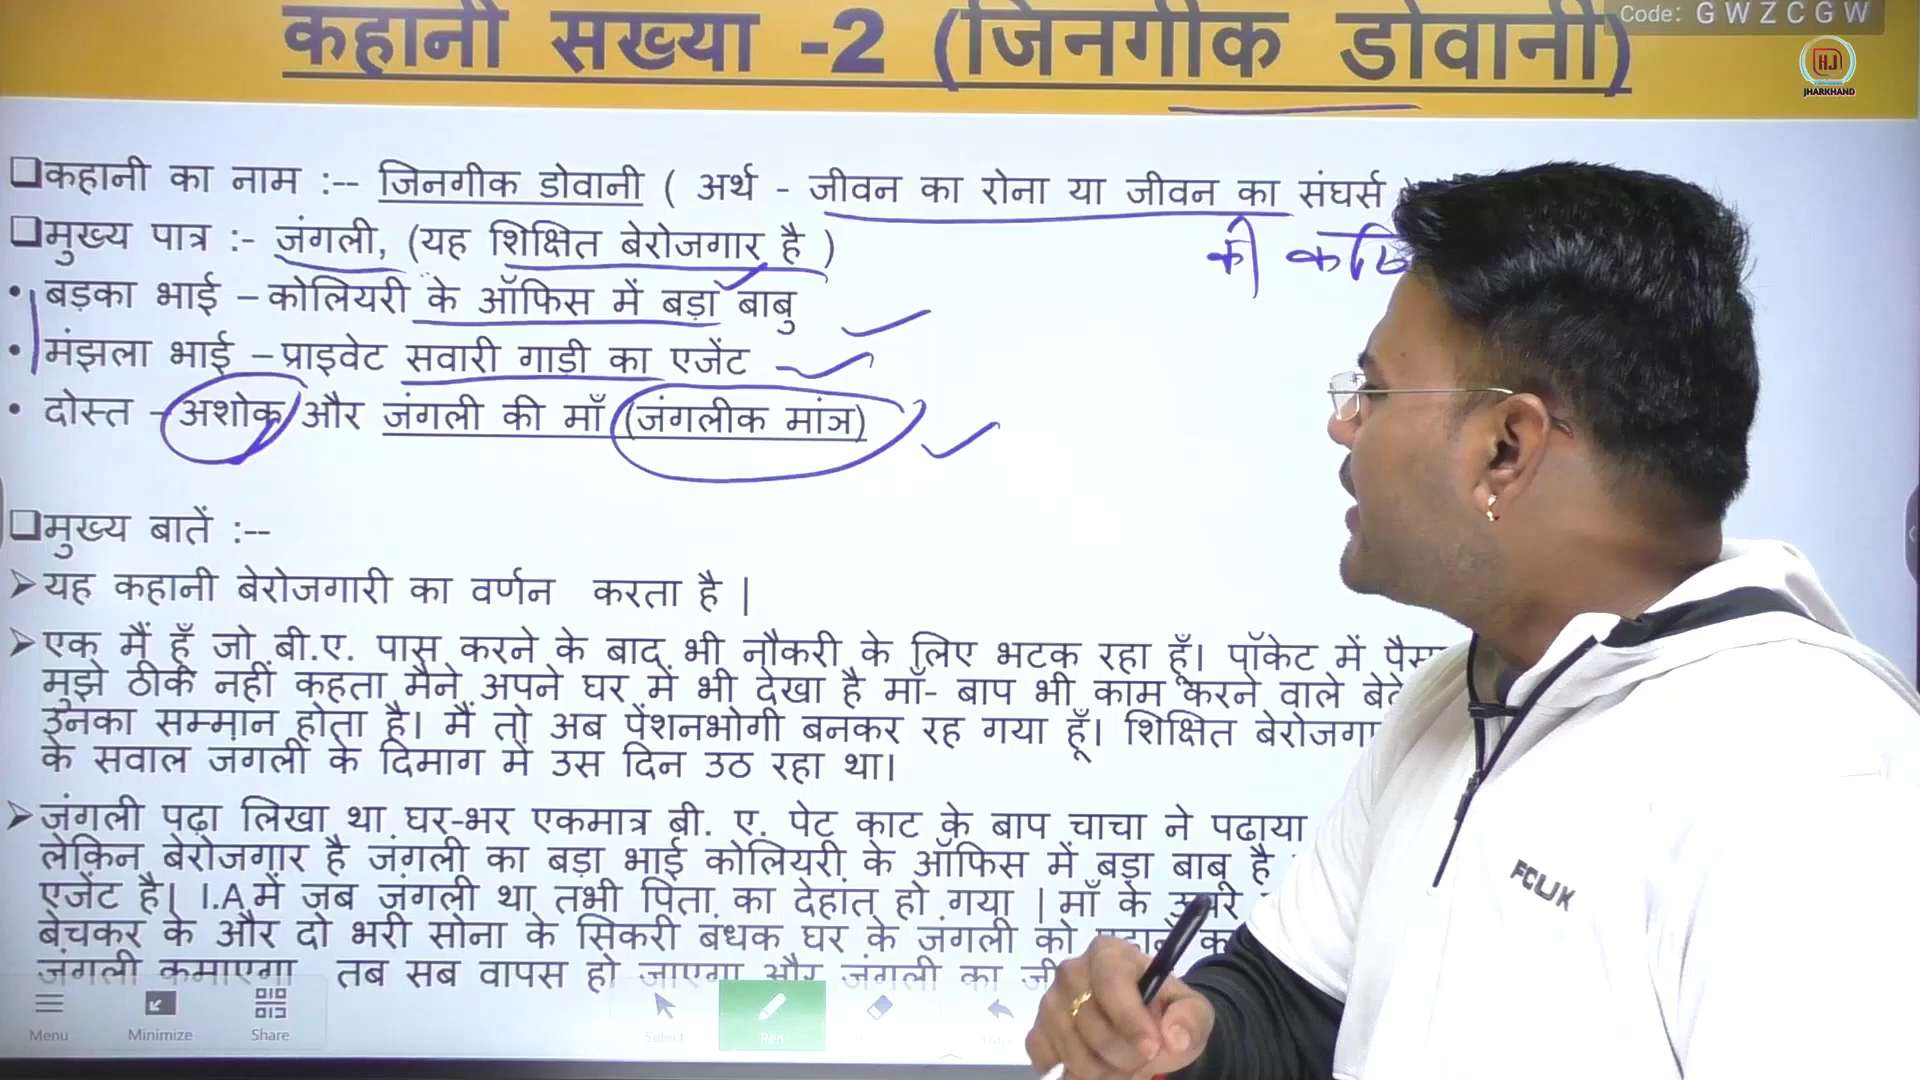 Code: G W Z C G W
कहानी सख्या -2 (जिनगीक डोवानी)
HJ
JHARKHAND
कहानी का नाम :-- जिनगीक डोवानी ( अर्थ - जीवन का रोना या जीवन का संघर्स
मुख्य पात्र :- जंगली, (यह शिक्षित बेरोजगार है )
की
• बड़का भाई – कोलियरी के ऑफिस में बड़ा बाबु
• मंझला भाई – प्राइवेट सवारी गाड़ी का एजेंट
• दोस्त – अशोक और जंगली की माँ (जंगलीक मांञ)
मुख्य बातें :--
➢ यह कहानी बेरोजगारी का वर्णन करता है |
➢ एक मैं हूँ जो बी.ए. पास करने के बाद भी नौकरी के लिए भटक रहा हूँ। पॉकेट में
मुझे ठीक नहीं कहता मैने अपने घर में भी देखा है माँ- बाप भी काम करने वाले
उनका सम्मान होता है। मैं तो अब पेंशनभोगी बनकर रह गया हूँ। शिक्षित
के सवाल जंगली के दिमाग में उस दिन उठ रहा था।
➢ जंगली पढ़ा लिखा था घर-भर एकमात्र बी. ए. पेट काट के बाप चाचा ने पढाया
लेकिन बेरोजगार है जंगली का बड़ा भाई कोलियरी के ऑफिस में बड़ा बाबु है
एजेंट है। I.A में जब जंगली था तभी पिता का देहांत हो गया | माँ के
बेचकर के और दो भरी सोना के सिकरी बंधक घर के जंगली को
जंगली कमाएगा तब सब वापस हो जाएगा और जंगली का
Menu Minimize Share Select Pen
FCUK